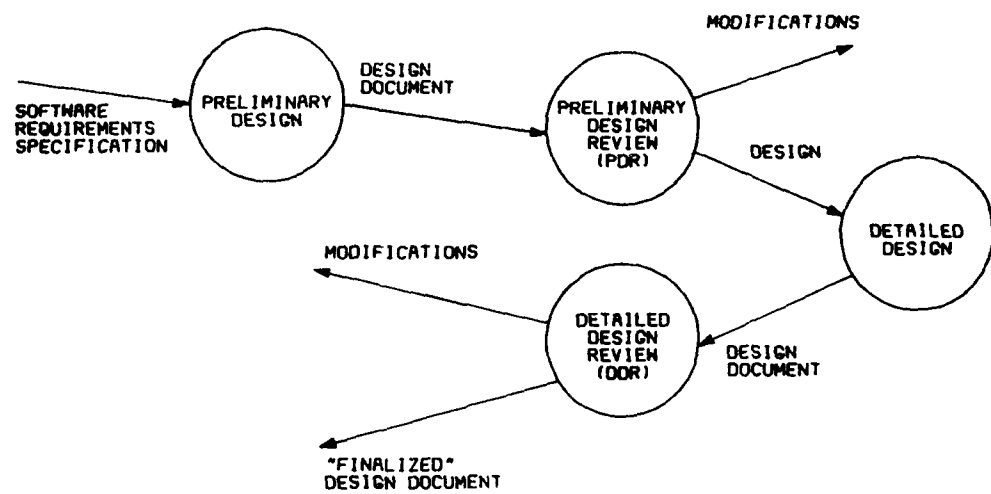 MODIFICATIONS
DESIGN
DOCUMENT
PRELIMINARY
DESIGN
SOFTWARE
REQUIREMENTS
SPECIFICATION
PRELIMINARY
DESIGN
REVIEW
(PDR)
DESIGN
DETAILED
DESIGN
MODIFICATIONS
DETAILED
DESIGN
REVIEW
(DDR)
DESIGN
DOCUMENT
"FINALIZED"
DESIGN DOCUMENT